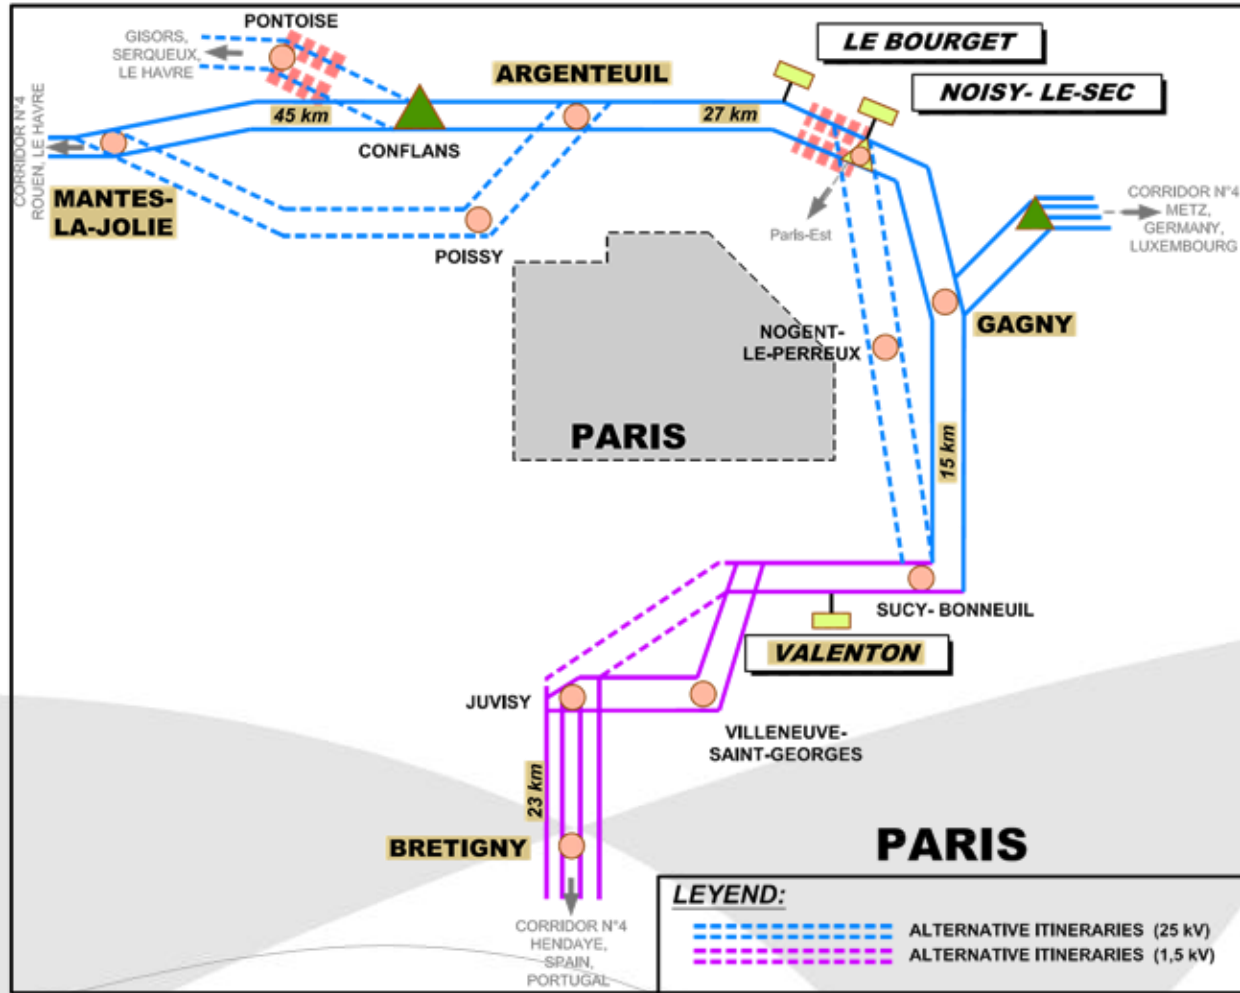 PONTOISE
GISORS,
SERQUEUX,
LE HAVRE
LE BOURGET
ARGENTEUIL
NOISY- LE-SEC
CORRIDOR N°4
ROUEN, LE HAVRE
45 km
27 km
CONFLANS
MANTES-
LA-JOLIE
POISSY
Paris-Est
CORRIDOR N°4
METZ,
GERMANY,
LUXEMBOURG
NOGENT-
LE-PERREUX
GAGNY
PARIS
15 km
SUCY- BONNEUIL
VALENTON
JUVISY
VILLENEUVE-
SAINT-GEORGES
23 km
BRETIGNY
PARIS
CORRIDOR N°4
HENDAYE,
SPAIN,
PORTUGAL
LEYEND:
ALTERNATIVE ITINERARIES (25 kV)
ALTERNATIVE ITINERARIES (1,5 kV)